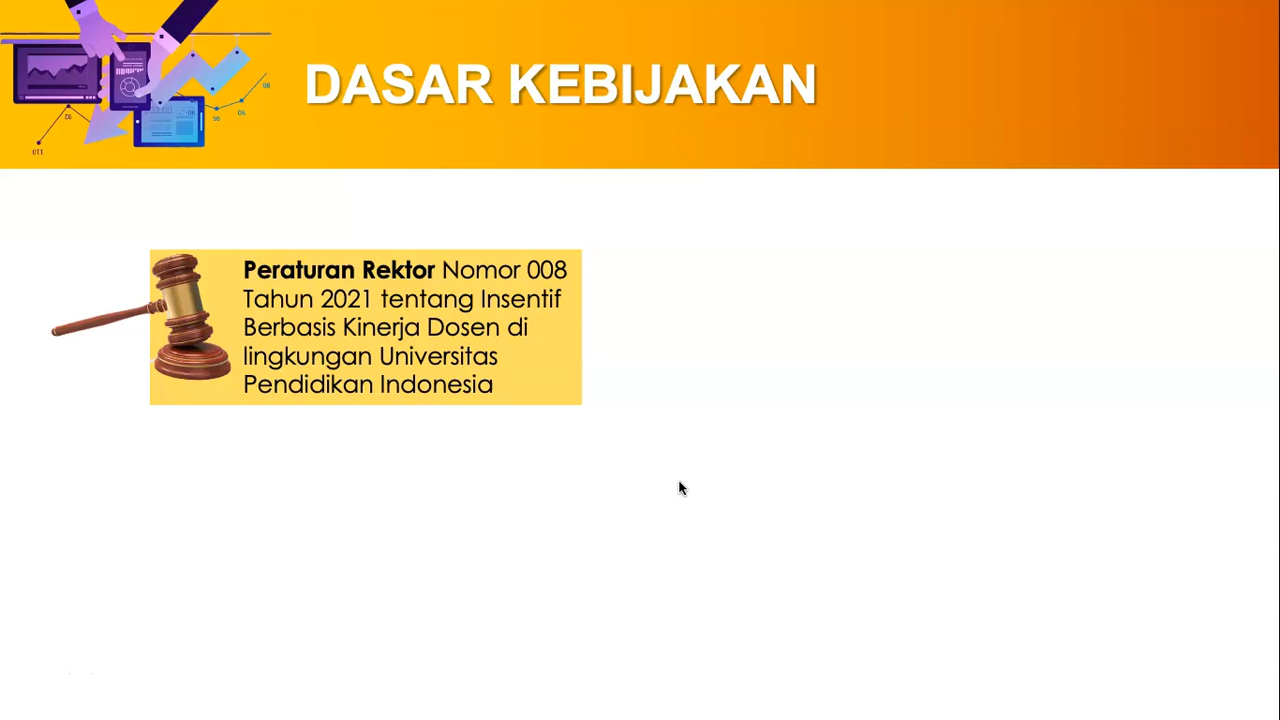 DASAR KEBIJAKAN
Peraturan Rektor Nomor 008
Tahun 2021 tentang Insentif
Berbasis Kinerja Dosen di
lingkungan Universitas
Pendidikan Indonesia